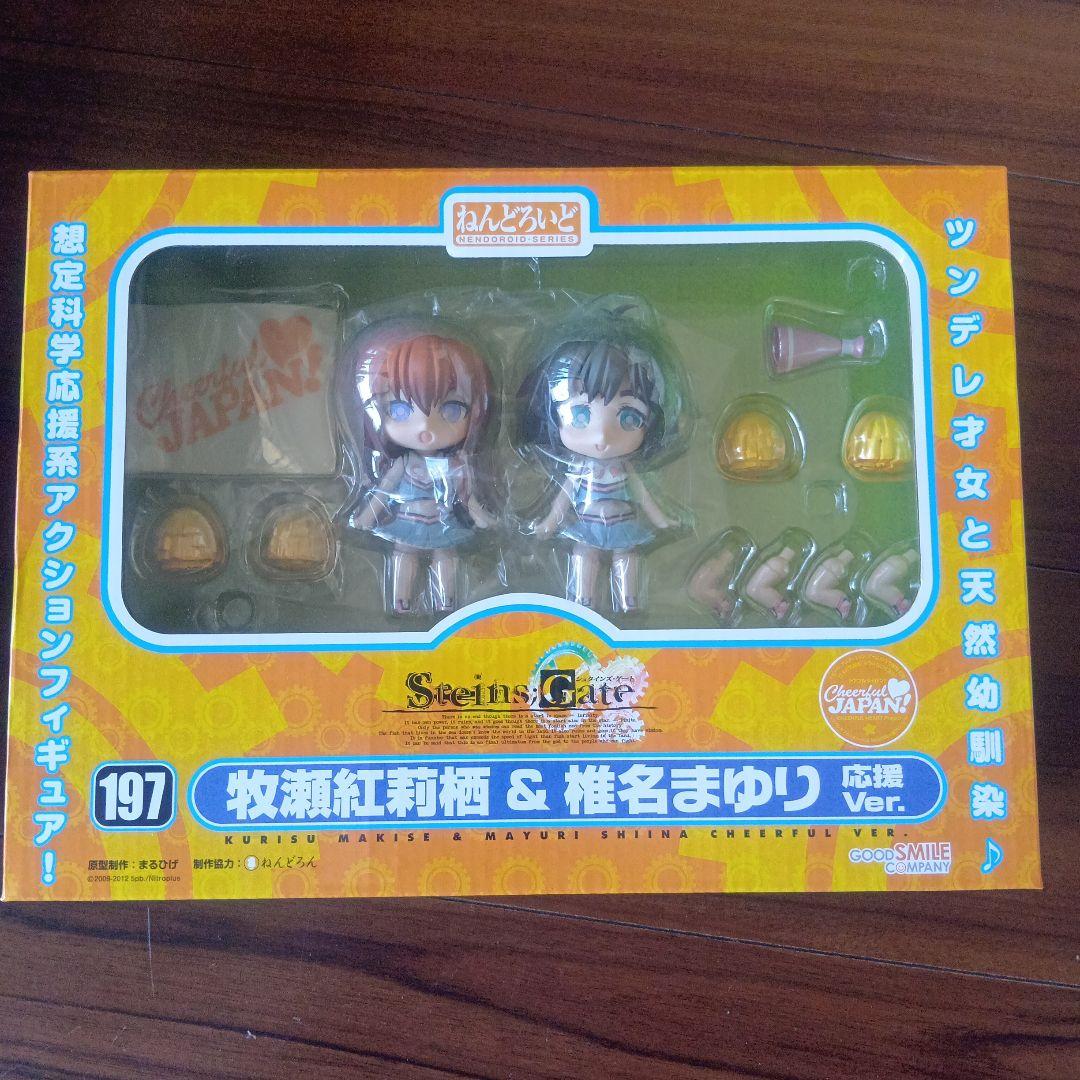 ねんどろいど
NENDOROID・SERIES
想定科学応援系アクションフィギュア!
ツンデレ才女と天然幼馴染♪
Cheerful
JAPAN!
シュタインズ・ゲート
Steins;Gate
Cheerful
JAPAN!
197
牧瀬紅莉栖 & 椎名まゆり 応援 Ver.
KURISU MAKISE & MAYURI SHIINA CHEERFUL VER.
原型制作:まるひげ 制作協力:ねんどろん
©2009-2012 5pb./Nitroplus
GOOD SMILE
COMPANY